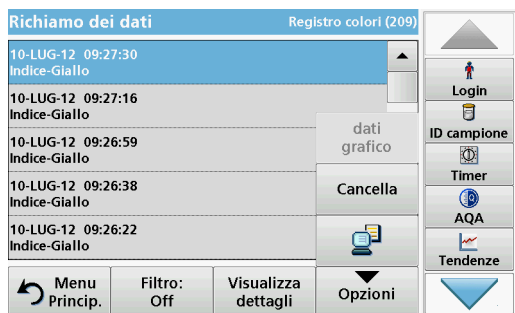 Richiamo dei dati
Registro colori (209)
10-LUG-12 09:27:30
Indice-Giallo
10-LUG-12 09:27:16
Indice-Giallo
10-LUG-12 09:26:59
Indice-Giallo
10-LUG-12 09:26:38
Indice-Giallo
10-LUG-12 09:26:22
Indice-Giallo
dati
grafico
Cancella
Menu
Princip.
Filtro:
Off
Visualizza
dettagli
Opzioni
Login
ID campione
Timer
AQA
Tendenze